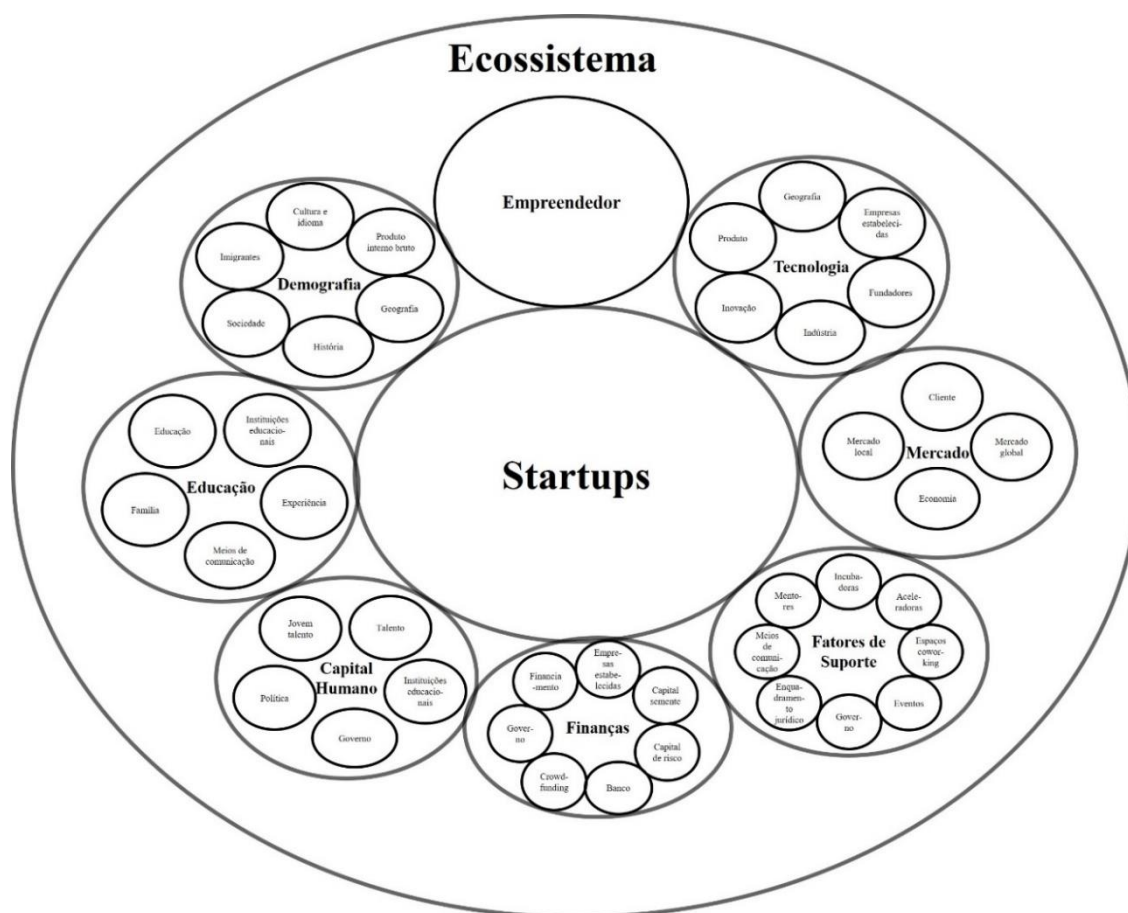 Ecossistema
Empreendedor
Startups
Demografia
Cultura e
idioma
Produto
interno bruto
Geografia
História
Sociedade
Imigrantes
Tecnologia
Geografia
Empresas
estabeleci-
das
Fundadores
Indústria
Inovação
Produto
Mercado
Cliente
Mercado
global
Economia
Mercado
local
Fatores de
Suporte
Incuba-
doras
Acele-
radoras
Espaços
cowor-
king
Eventos
Gover-
no
Enqua-
dramen-
to
jurídico
Meios
de
comuni-
cação
Mento-
res
Finanças
Empre-
sas
estabe-
lecidas
Capital
semente
Capital
de risco
Banco
Crowd-
funding
Gover-
no
Financia
-mento
Capital
Humano
Jovem
talento
Talento
Instituições
educacio-
nais
Governo
Política
Educação
Educação
Instituições
educacio-
nais
Experiência
Meios de
comunicação
Família